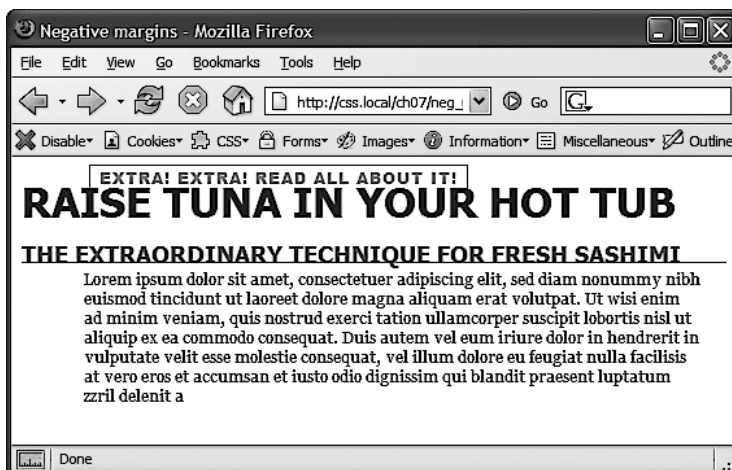 Negative margins - Mozilla Firefox
File Edit View Go Bookmarks Tools Help
http://css.local/ch07/neg_ Go G
Disable Cookies CSS Forms Images Information Miscellaneous Outline
EXTRA! EXTRA! READ ALL ABOUT IT!
RAISE TUNA IN YOUR HOT TUB
THE EXTRAORDINARY TECHNIQUE FOR FRESH SASHIMI
Lorem ipsum dolor sit amet, consectetuer adipiscing elit, sed diam nonummy nibh
euismod tincidunt ut laoreet dolore magna aliquam erat volutpat. Ut wisi enim
ad minim veniam, quis nostrud exerci tation ullamcorper suscipit lobortis nisl ut
aliquip ex ea commodo consequat. Duis autem vel eum iriure dolor in hendrerit in
vulputate velit esse molestie consequat, vel illum dolore eu feugiat nulla facilisis
at vero eros et accumsan et iusto odio dignissim qui blandit praesent luptatum
zzril delenit a
Done